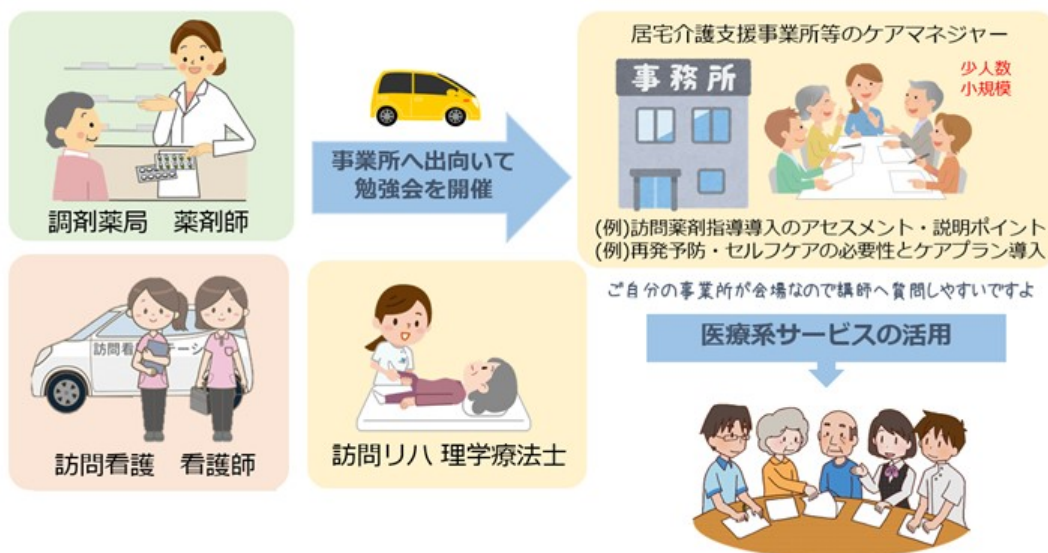 調剤薬局　薬剤師
事業所へ出向いて
勉強会を開催
居宅介護支援事業所等のケアマネジャー
事務所
少人数
小規模
(例)訪問薬剤指導導入のアセスメント・説明ポイント
(例)再発予防・セルフケアの必要性とケアプラン導入
ご自分の事業所が会場なので講師へ質問しやすいですよ
医療系サービスの活用
訪問看
テーシ
訪問看護　看護師
訪問リハ 理学療法士